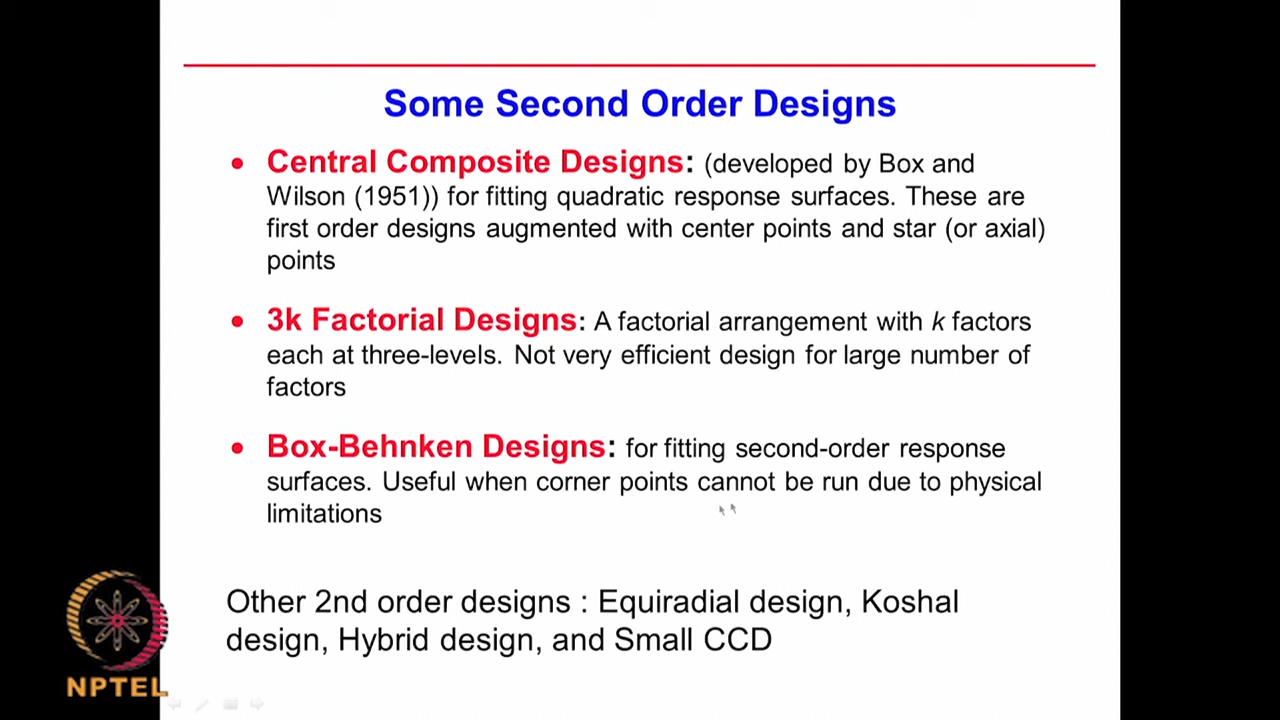 Some Second Order Designs
• Central Composite Designs: (developed by Box and
Wilson (1951)) for fitting quadratic response surfaces. These are
first order designs augmented with center points and star (or axial)
points
• 3k Factorial Designs: A factorial arrangement with k factors
each at three-levels. Not very efficient design for large number of
factors
• Box-Behnken Designs: for fitting second-order response
surfaces. Useful when corner points cannot be run due to physical
limitations
Other 2nd order designs : Equiradial design, Koshal
design, Hybrid design, and Small CCD
NPTEL